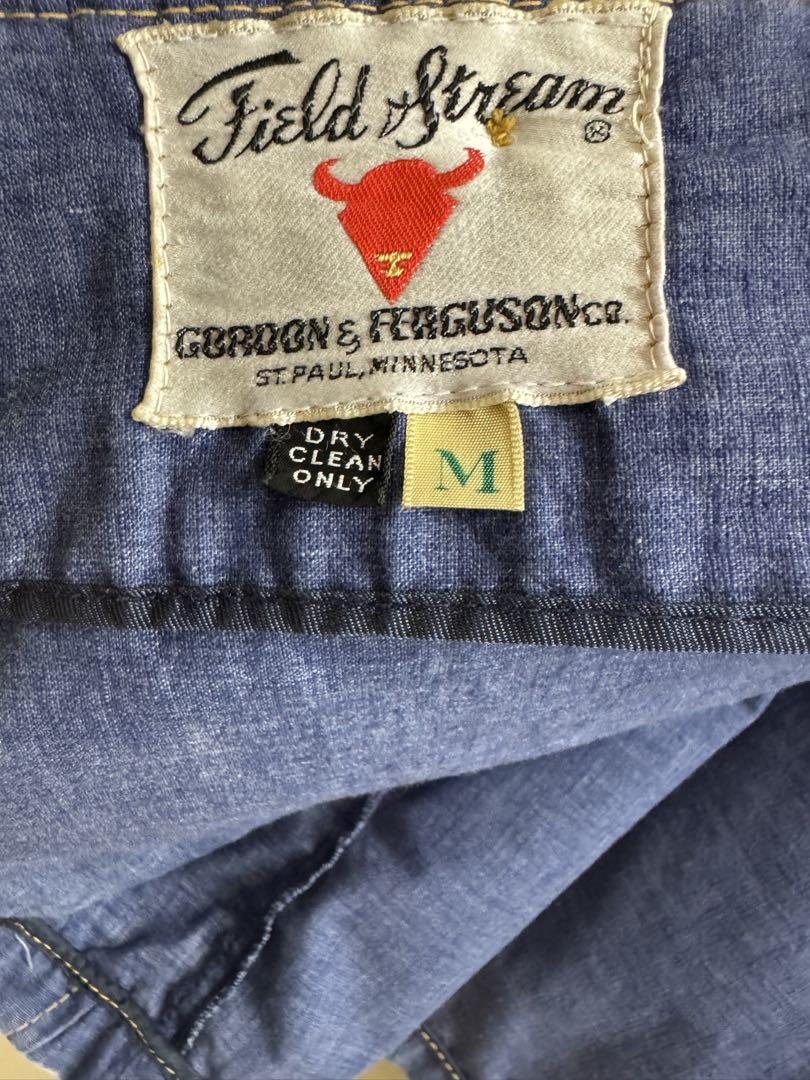 Field & Stream ®
GORDON & FERGUSON CO.
ST. PAUL, MINNESOTA
DRY
CLEAN
ONLY
M